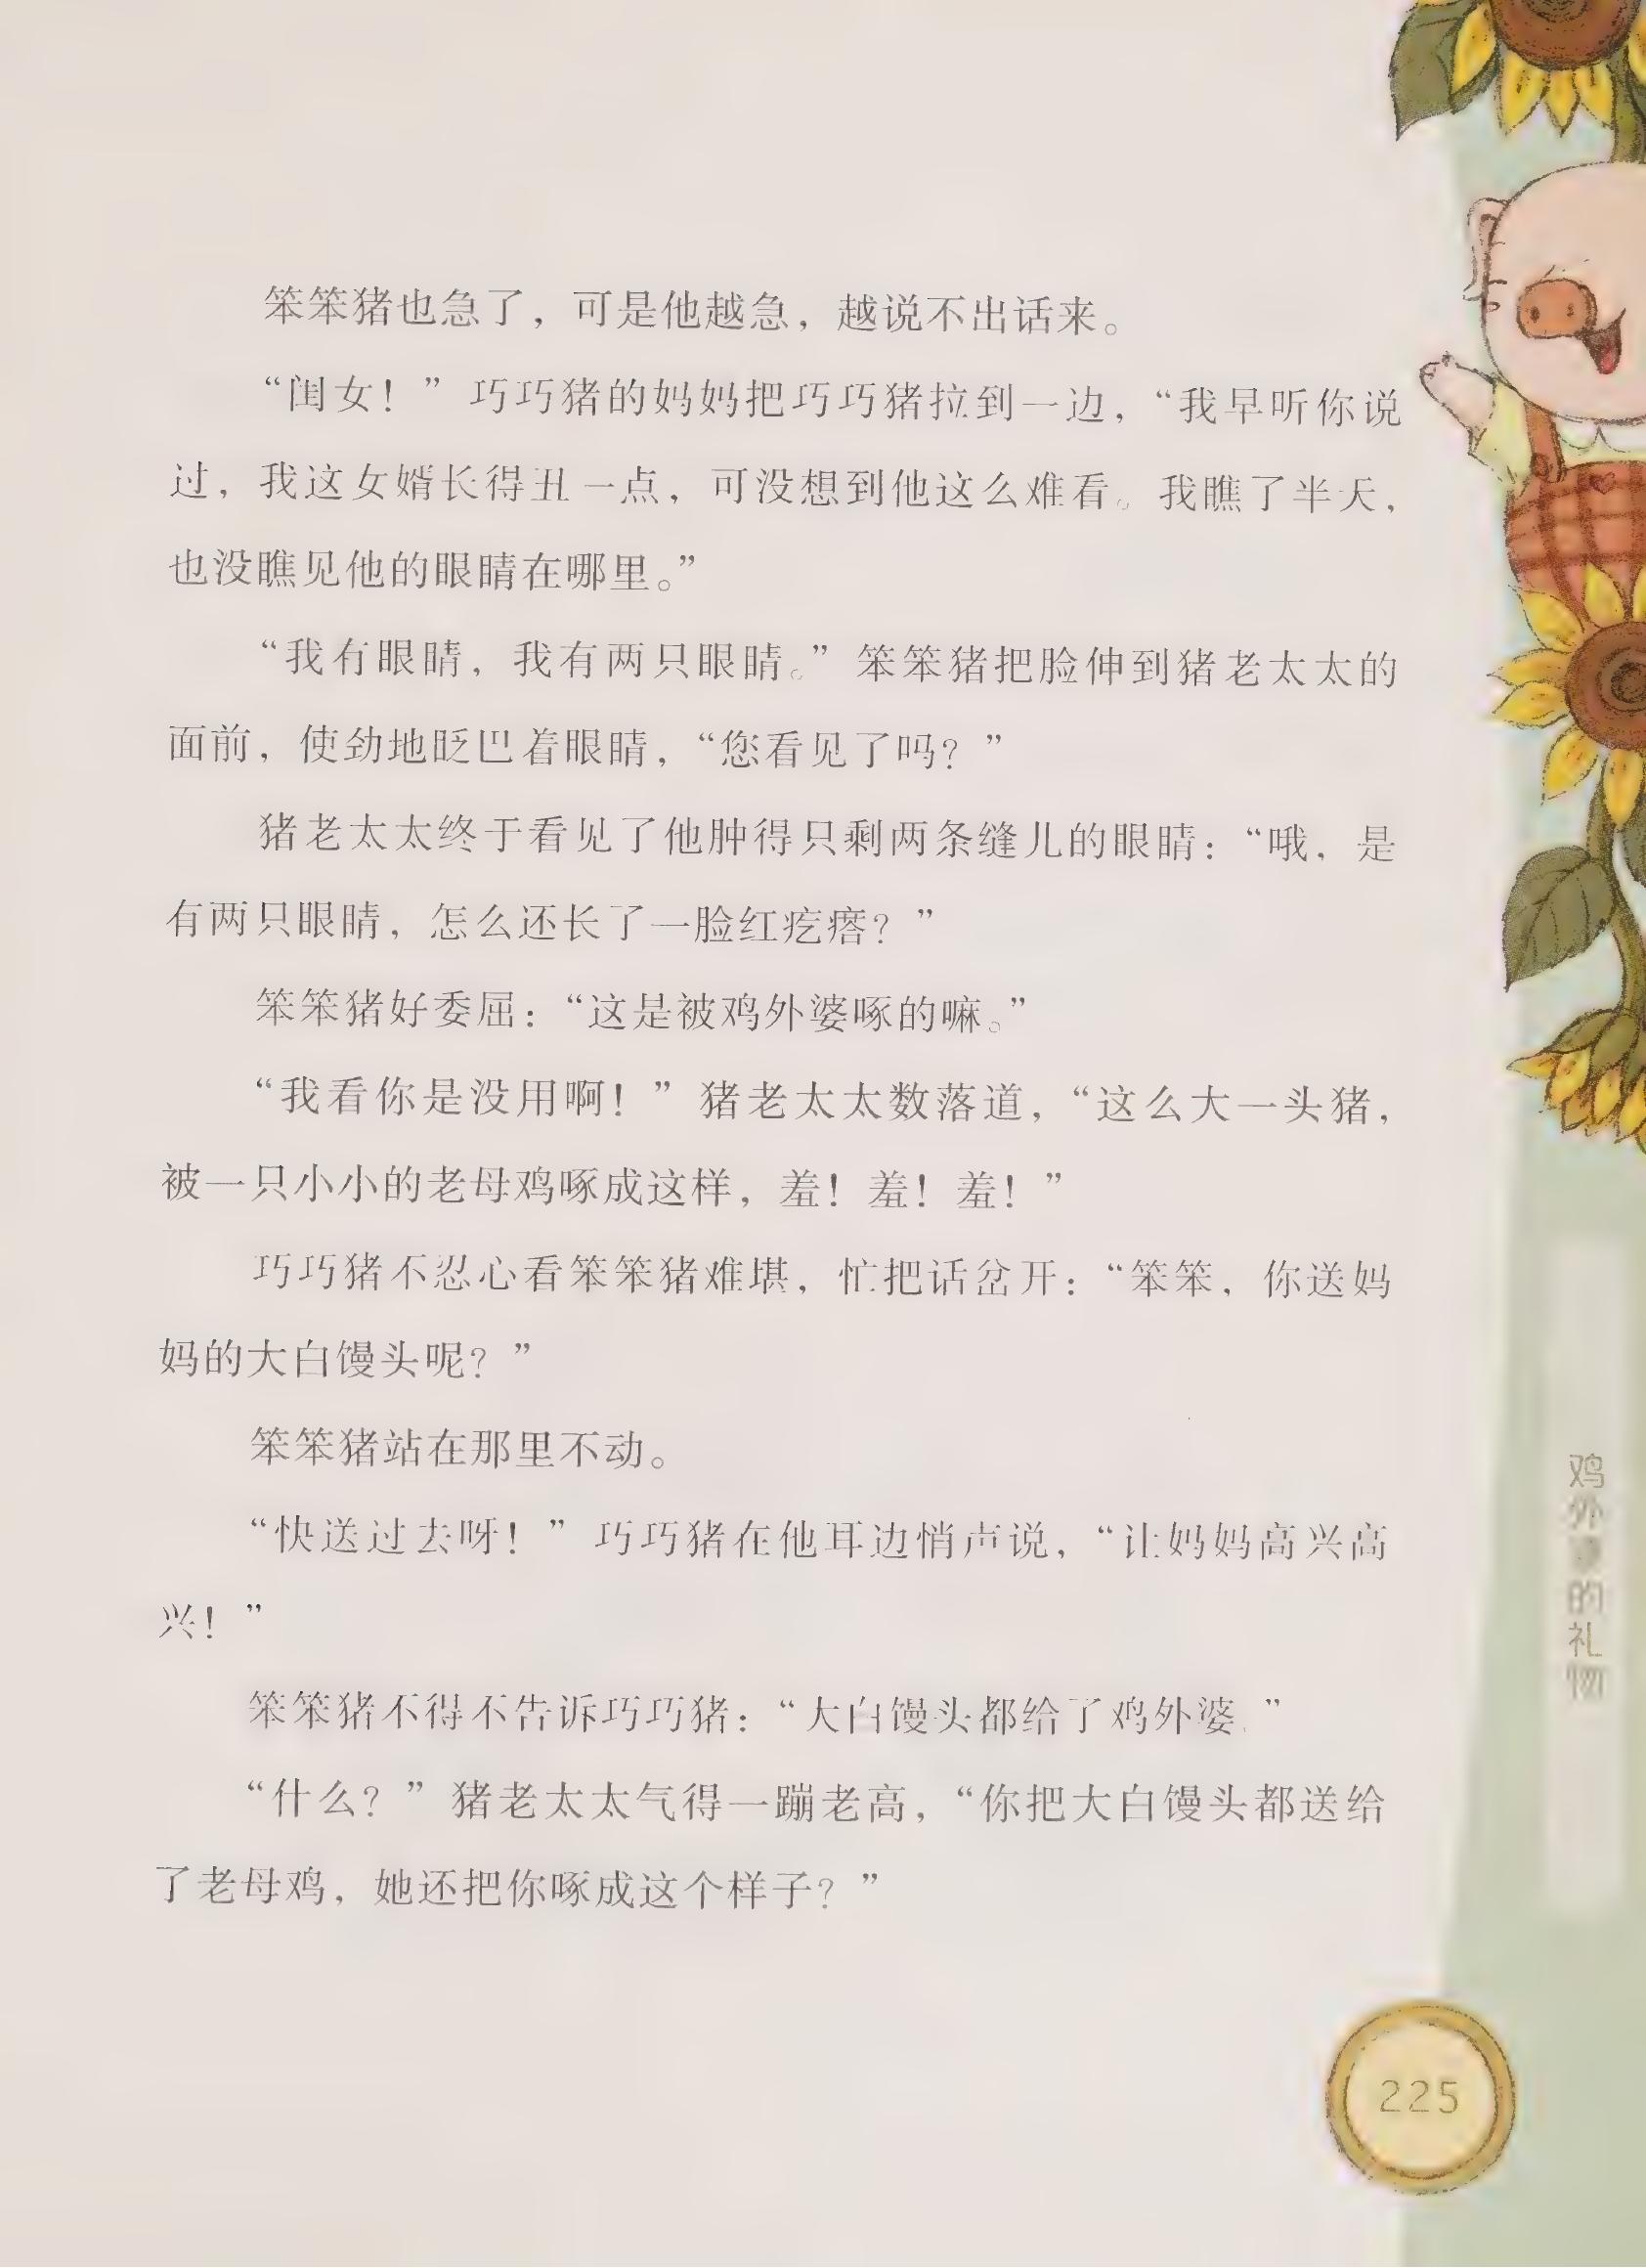 笨笨猪也急了，可是他越急，越说不出话来。
“闺女！”巧巧猪的妈妈把巧巧猪拉到一边，“我早听你说
过，我这女婿长得丑一点，可没想到他这么难看。我瞧了半天，
也没瞧见他的眼睛在哪里。”
“我有眼睛，我有两只眼睛。”笨笨猪把脸伸到猪老太太的
面前，使劲地眨巴着眼睛，“您看见了吗？”
猪老太太终于看见了他肿得只剩两条缝儿的眼睛：“哦，是
有两只眼睛，怎么还长了一脸红疙瘩？”
笨笨猪好委屈：“这是被鸡外婆啄的嘛。”
“我看你是没用啊！”猪老太太数落道，“这么大一头猪，
被一只小小的老母鸡啄成这样，羞！羞！羞！”
巧巧猪不忍心看笨笨猪难堪，忙把话岔开：“笨笨，你送妈
妈的大白馒头呢？”
笨笨猪站在那里不动。
“快送过去呀！”巧巧猪在他耳边悄声说，“让妈妈高兴高
兴！”
笨笨猪不得不告诉巧巧猪：“大白馒头都给了鸡外婆。”
“什么？”猪老太太气得一蹦老高，“你把大白馒头都送给
了老母鸡，她还把你啄成这个样子？”
鸡外婆的礼物
225